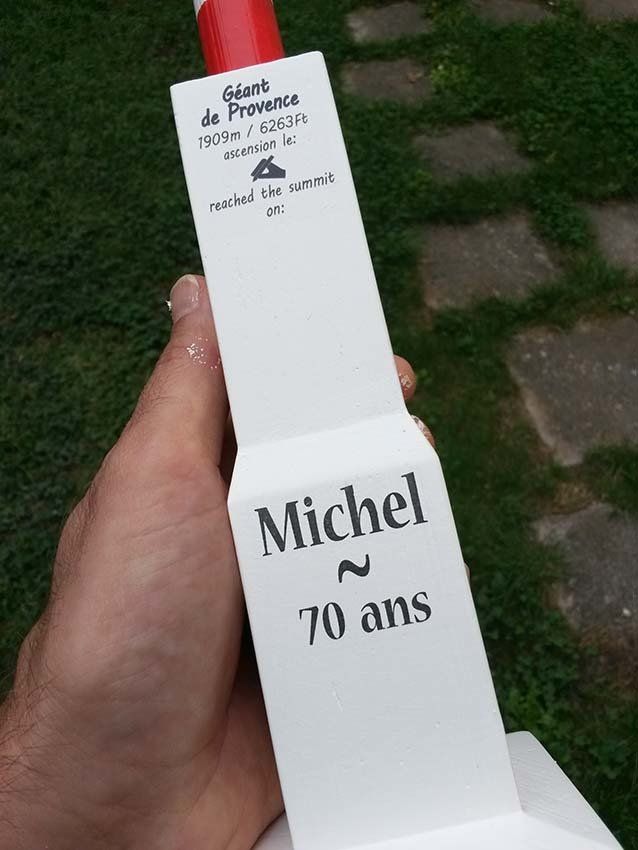 Géant
de Provence
1909m / 6263Ft
ascension le:
reached the summit
on:
Michel
~
70 ans